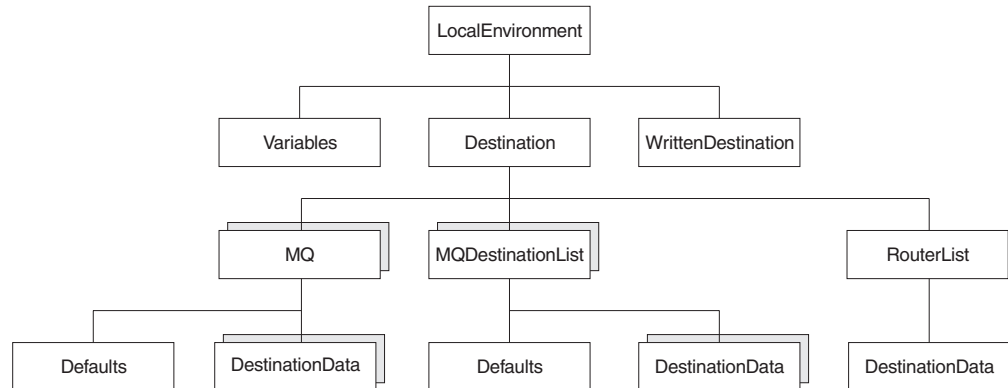 LocalEnvironment
Variables
Destination
WrittenDestination
MQ
MQDestinationList
RouterList
Defaults
DestinationData
Defaults
DestinationData
DestinationData